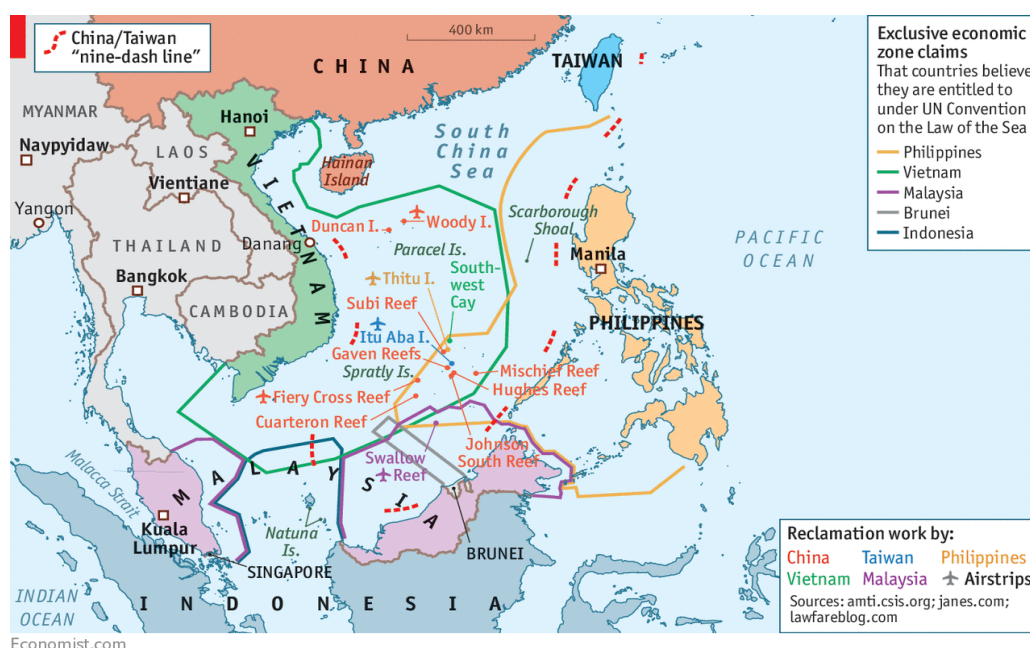 China/Taiwan
“nine-dash line”
400 km
CHINA
TAIWAN
Exclusive economic
zone claims
That countries believe
they are entitled to
under UN Convention
on the Law of the Sea
Philippines
Vietnam
Malaysia
Brunei
Indonesia
MYANMAR
Naypyidaw
Hanoi
LAOS
Vientiane
Yangon
South
China
Sea
Hainan
Island
VIETNAM
Duncan I.
Woody I.
Scarborough
Shoal
Paracel Is.
Danang
THAILAND
Bangkok
Manila
PACIFIC
OCEAN
Thitu I.
South-
west
Cay
CAMBODIA
Subi Reef
Itu Aba I.
PHILIPPINES
Gaven Reefs
Spratly Is.
Mischief Reef
Hughes Reef
Fiery Cross Reef
Cuarteron Reef
Johnson
South Reef
Swallow
Reef
Malacca Strait
MALAYSIA
Kuala
Lumpur
Natuna
Is.
BRUNEI
SINGAPORE
INDIAN
OCEAN
INDONESIA
Reclamation work by:
China Taiwan Philippines
Vietnam Malaysia Airstrips
Sources: amti.csis.org; janes.com;
lawfareblog.com
Economist.com